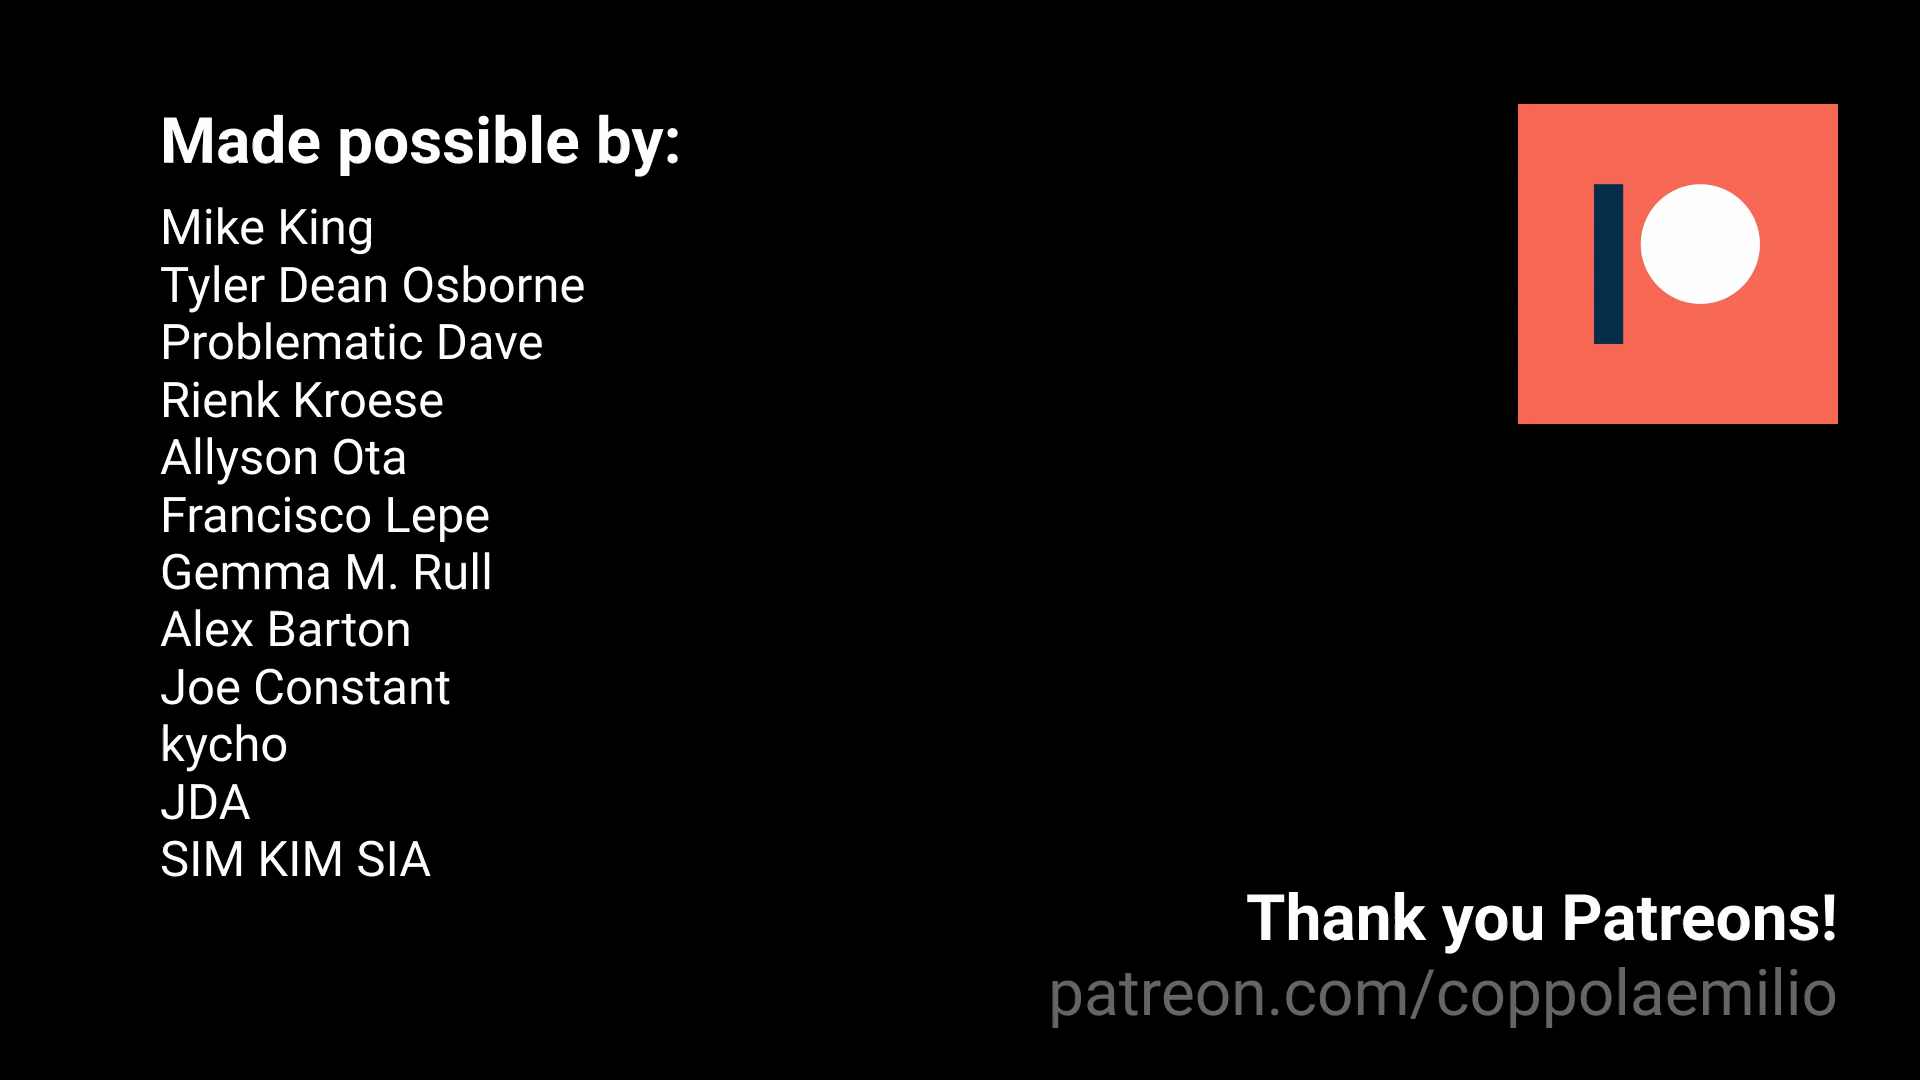 Made possible by:
Mike King
Tyler Dean Osborne
Problematic Dave
Rienk Kroese
Allyson Ota
Francisco Lepe
Gemma M. Rull
Alex Barton
Joe Constant
kycho
JDA
SIM KIM SIA
Thank you Patreons!
patreon.com/coppolaemilio